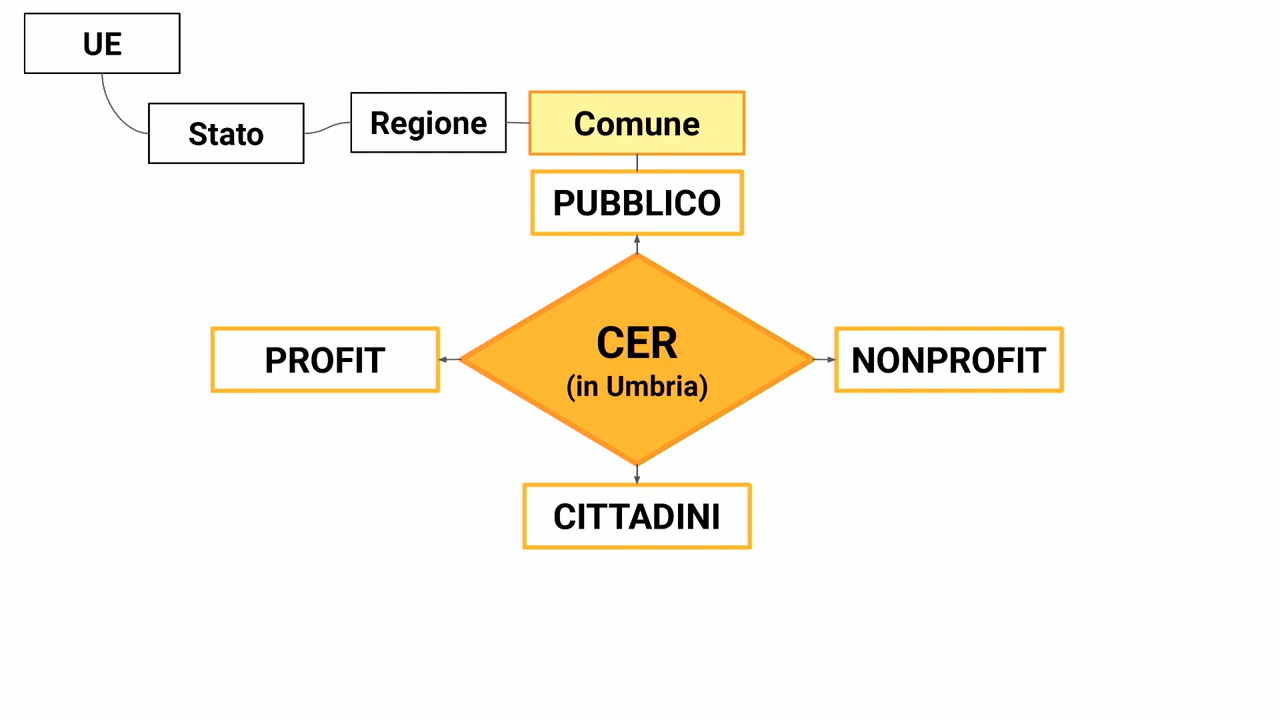 UE
Stato
Regione
Comune
PUBBLICO
PROFIT
CER
(in Umbria)
NONPROFIT
CITTADINI